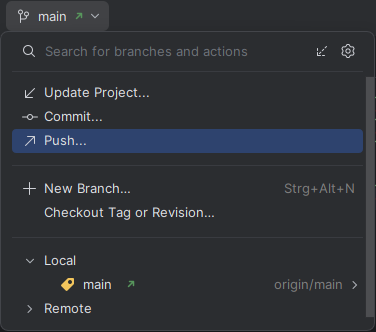 main
Search for branches and actions
Update Project...
Commit...
Push...
New Branch... Strg+Alt+N
Checkout Tag or Revision...
Local
main origin/main
Remote